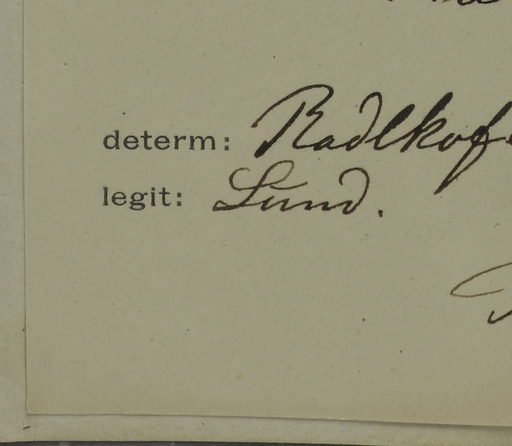 determ: Radlkof
legit: Lund.